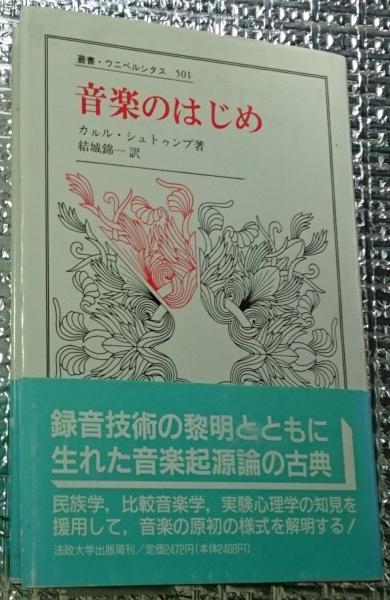 叢書・ウニベルシタス 501
音楽のはじめ
カルル・シュトゥンプ著
結城錦一訳
録音技術の黎明とともに
生れた音楽起源論の古典
民族学，比較音楽学，実験心理学の知見を
援用して，音楽の原初の様式を解明する！
法政大学出版局刊／定価2472円（本体2400円）